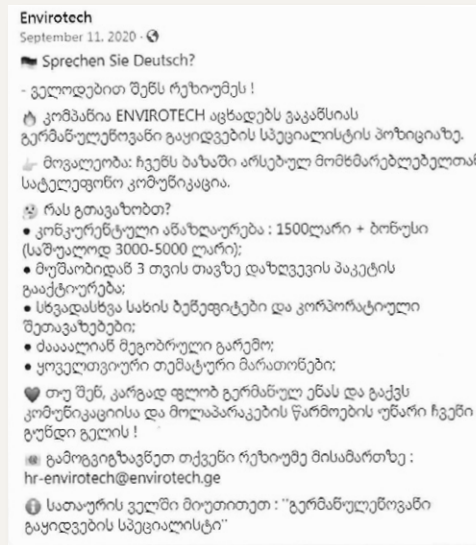 Envirotech
September 11, 2020 ·
Sprechen Sie Deutsch?
- ველოდებით შენს რეზიუმეს !
კომპანია ENVIROTECH აცხადებს ვაკანსიას
გერმანულენოვანი გაყიდვების სპეციალისტის პოზიციაზე.
მოვალეობა: ჩვენს ბაზაში არსებულ მომხმარებლებელთან
სატელეფონო კომუნიკაცია.
რას გთავაზობთ?
● კონკურენტული ანაზღაურება : 1500ლარი + ბონუსი
(საშუალოდ 3000-5000 ლარი);
● მუშაობიდან 3 თვის თავზე დაზღვევის პაკეტის
გააქტიურება;
● სხვადასხვა სახის ბენეფიტები და კორპორატიული
შეთავაზებები;
● ძაააალიან მეგობრული გარემო;
● ყოველთვიური თემატური მარათონები;
თუ შენ, კარგად ფლობ გერმანულ ენას და გაქვს
კომუნიკაციისა და მოლაპარაკების წარმოების უნარი ჩვენი
გუნდი გელის !
გამოგვიგზავნეთ თქვენი რეზიუმე მისამართზე :
hr-envirotech@envirotech.ge
სათაურის ველში მიუთითეთ : "გერმანულენოვანი
გაყიდვების სპეციალისტი"